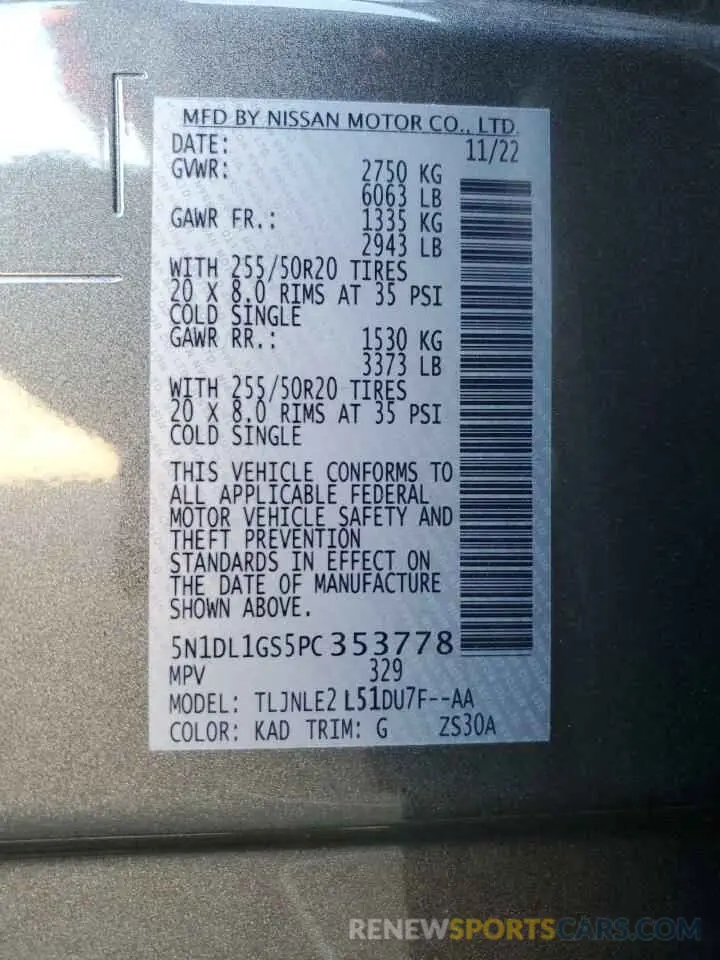 MFD BY NISSAN MOTOR CO., LTD.
DATE: 11/22
GVWR: 2750 KG
6063 LB
GAWR FR.: 1335 KG
2943 LB
WITH 255/50R20 TIRES
20 X 8.0 RIMS AT 35 PSI
COLD SINGLE
GAWR RR.: 1530 KG
3373 LB
WITH 255/50R20 TIRES
20 X 8.0 RIMS AT 35 PSI
COLD SINGLE
THIS VEHICLE CONFORMS TO
ALL APPLICABLE FEDERAL
MOTOR VEHICLE SAFETY AND
THEFT PREVENTION
STANDARDS IN EFFECT ON
THE DATE OF MANUFACTURE
SHOWN ABOVE.
5N1DL1GS5PC353778
MPV 329
MODEL: TLJNLE2 L51DU7F--AA
COLOR: KAD TRIM: G ZS30A
RENEWSPORTSCARS.COM